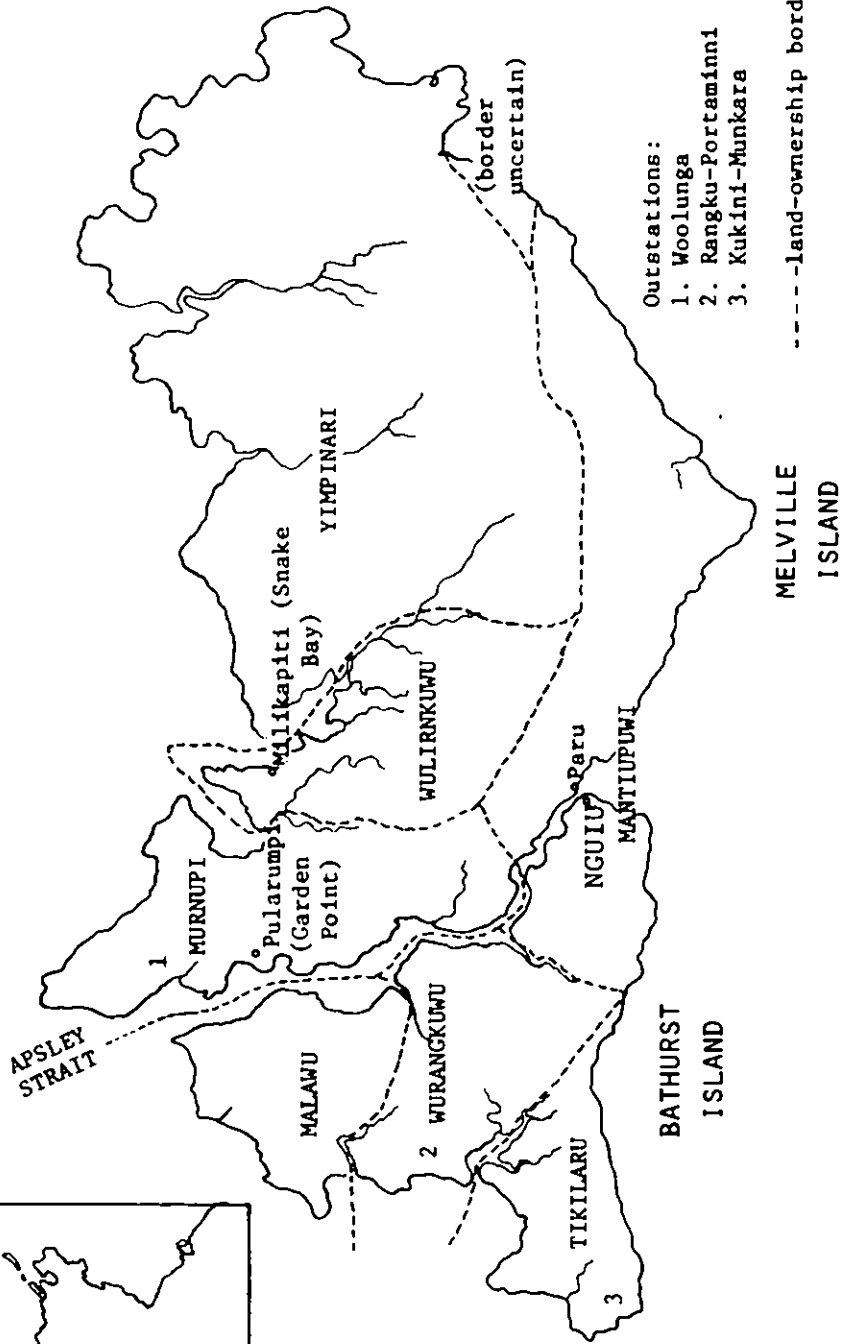 APSLEY
STRAIT
1
MURNUPI
Pularumpi
(Garden
Point)
Milikapiti (Snake
Bay)
YIMPINARI
(border
uncertain)
MALAWU
WURANGKUWU
2
WULIRNKUWU
TIKILARU
3
NGUIU
Paru
MANTIUPUWI
BATHURST
ISLAND
MELVILLE
ISLAND
Outstations:
1. Woolunga
2. Rangku-Portaminni
3. Kukini-Munkara
-----land-ownership bord